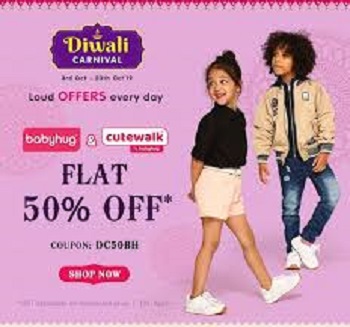 Diwali
CARNIVAL
Loud OFFERS every day
babyhug & cutewalk
FLAT
50% OFF*
COUPON: DC50BH
SHOP NOW